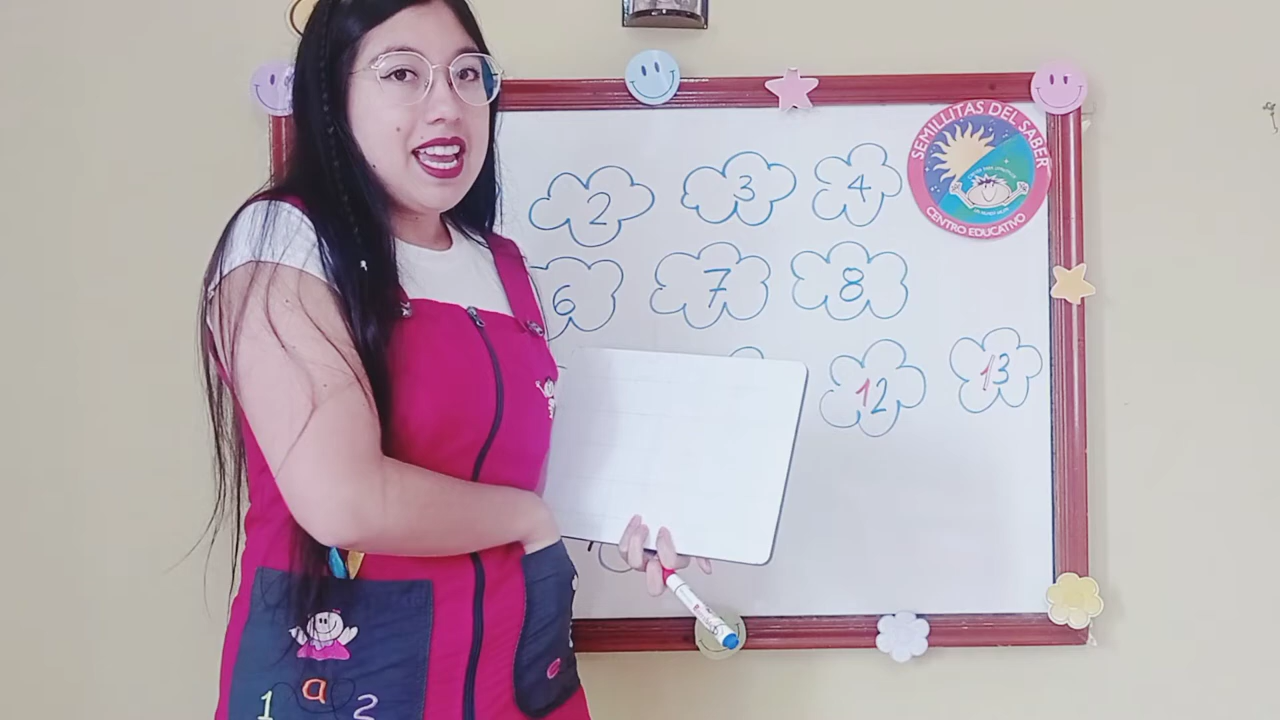 2 3 4
6 7 8
12 13
SEMILLITAS DEL SABER
CENTRO EDUCATIVO
1 a 2